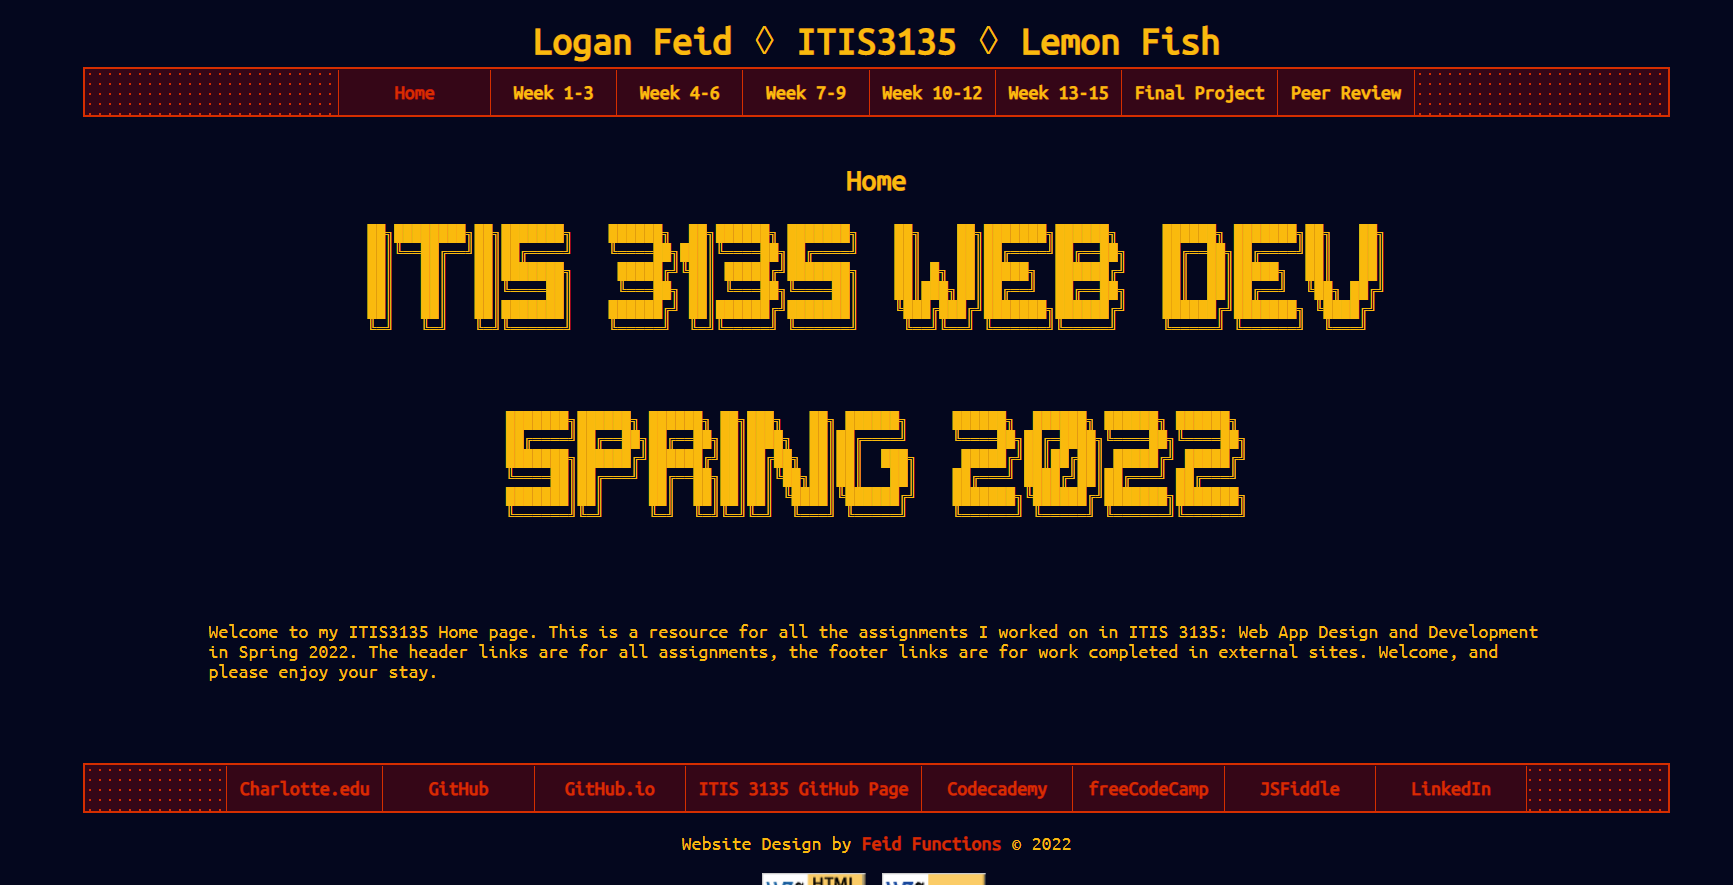 Logan Feid ◊ ITIS3135 ◊ Lemon Fish
Home Week 1-3 Week 4-6 Week 7-9 Week 10-12 Week 13-15 Final Project Peer Review
Home
ITIS 3135 WEB DEV
SPRING 2022
Welcome to my ITIS3135 Home page. This is a resource for all the assignments I worked on in ITIS 3135: Web App Design and Development
in Spring 2022. The header links are for all assignments, the footer links are for work completed in external sites. Welcome, and
please enjoy your stay.
Charlotte.edu GitHub GitHub.io ITIS 3135 GitHub Page Codecademy freeCodeCamp JSFiddle LinkedIn
Website Design by Feid Functions © 2022
W3C HTML W3C